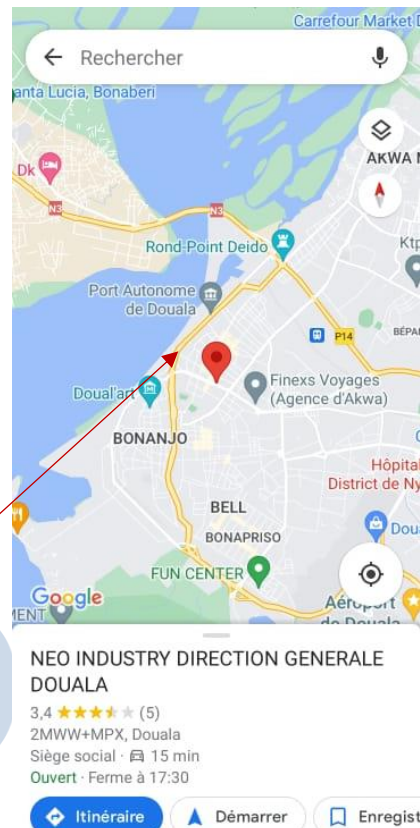 Carrefour Market
Rechercher
anta Lucia, Bonaberi
AKWA
Dk
N3
N3
Rond-Point Deido
Port Autonome
de Douala
P14
Finexs Voyages
(Agence d'Akwa)
Doual'art
BONANJO
Hôpital
District de Ny
BELL
BONAPRISO
FUN CENTER
Google
Aéroport
de Douala
NEO INDUSTRY DIRECTION GENERALE
DOUALA
3,4 (5)
2MWW+MPX, Douala
Siège social · 15 min
Ouvert · Ferme à 17:30
Itinéraire Démarrer Enregist